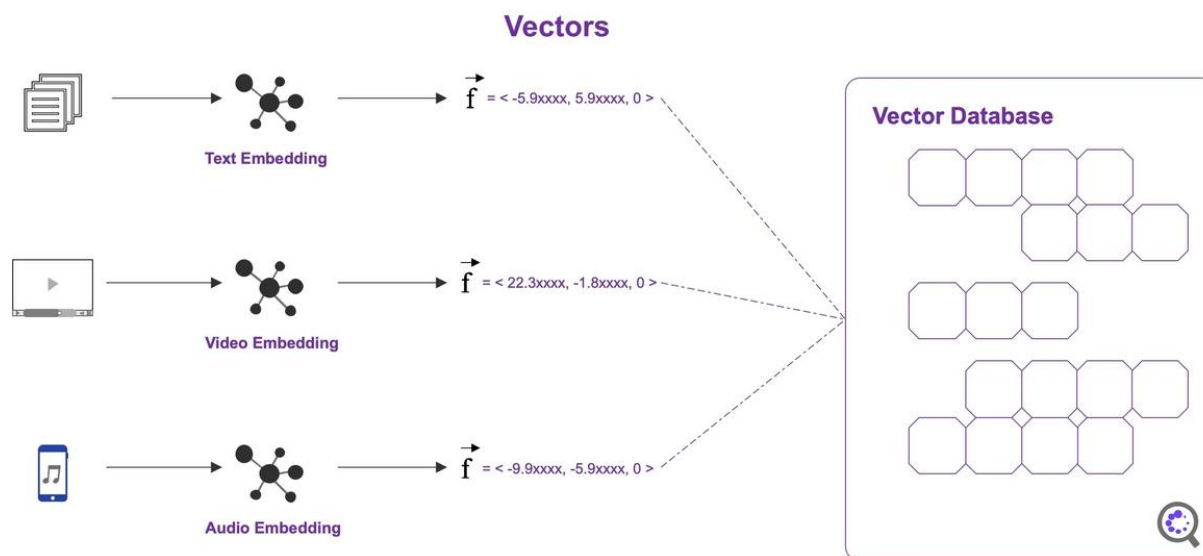 Vectors
f = < -5.9xxxx, 5.9xxxx, 0 >
Text Embedding
Vector Database
f = < 22.3xxxx, -1.8xxxx, 0 >
Video Embedding
f = < -9.9xxxx, -5.9xxxx, 0 >
Audio Embedding